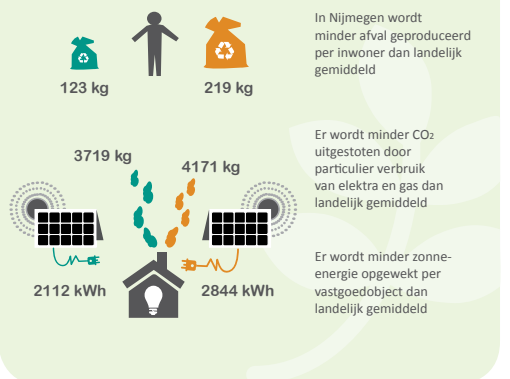 In Nijmegen wordt
minder afval geproduceerd
per inwoner dan landelijk
gemiddeld
123 kg
219 kg
Er wordt minder CO₂
uitgestoten door
particulier verbruik
van elektra en gas dan
landelijk gemiddeld
3719 kg
4171 kg
Er wordt minder zonne-
energie opgewekt per
vastgoedobject dan
landelijk gemiddeld
2112 kWh
2844 kWh